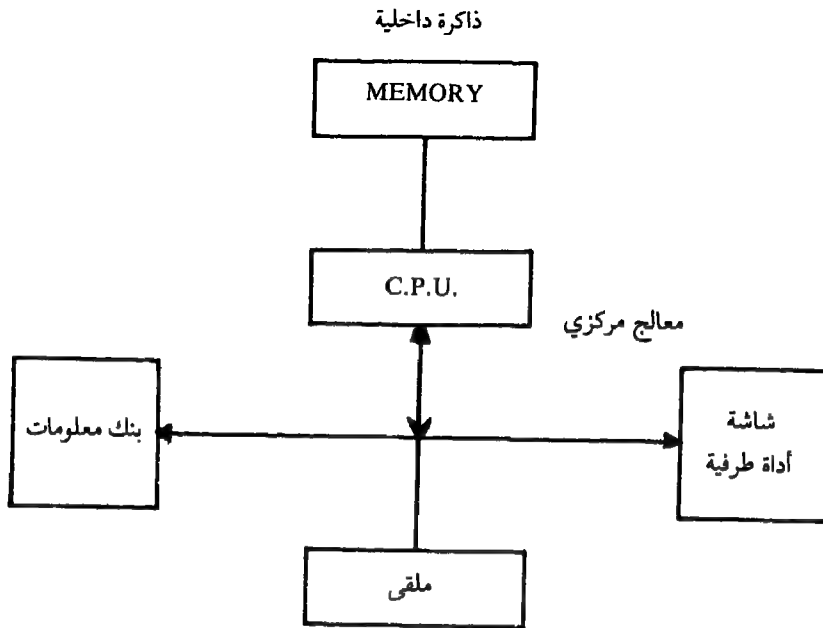 ذاكرة داخلية
MEMORY
C.P.U.
معالج مركزي
بنك معلومات
شاشة
أداة طرفية
ملقى